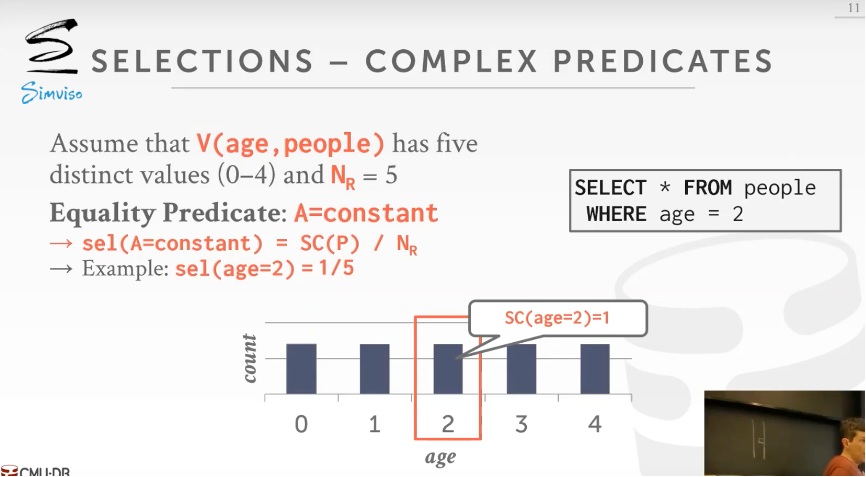 11
Simviso
SELECTIONS – COMPLEX PREDICATES
Assume that V(age,people) has five
distinct values (0–4) and NR = 5
Equality Predicate: A=constant
→ sel(A=constant) = SC(P) / NR
→ Example: sel(age=2) = 1/5
SELECT * FROM people
WHERE age = 2
SC(age=2)=1
count
0 1 2 3 4
age
CMU·DB